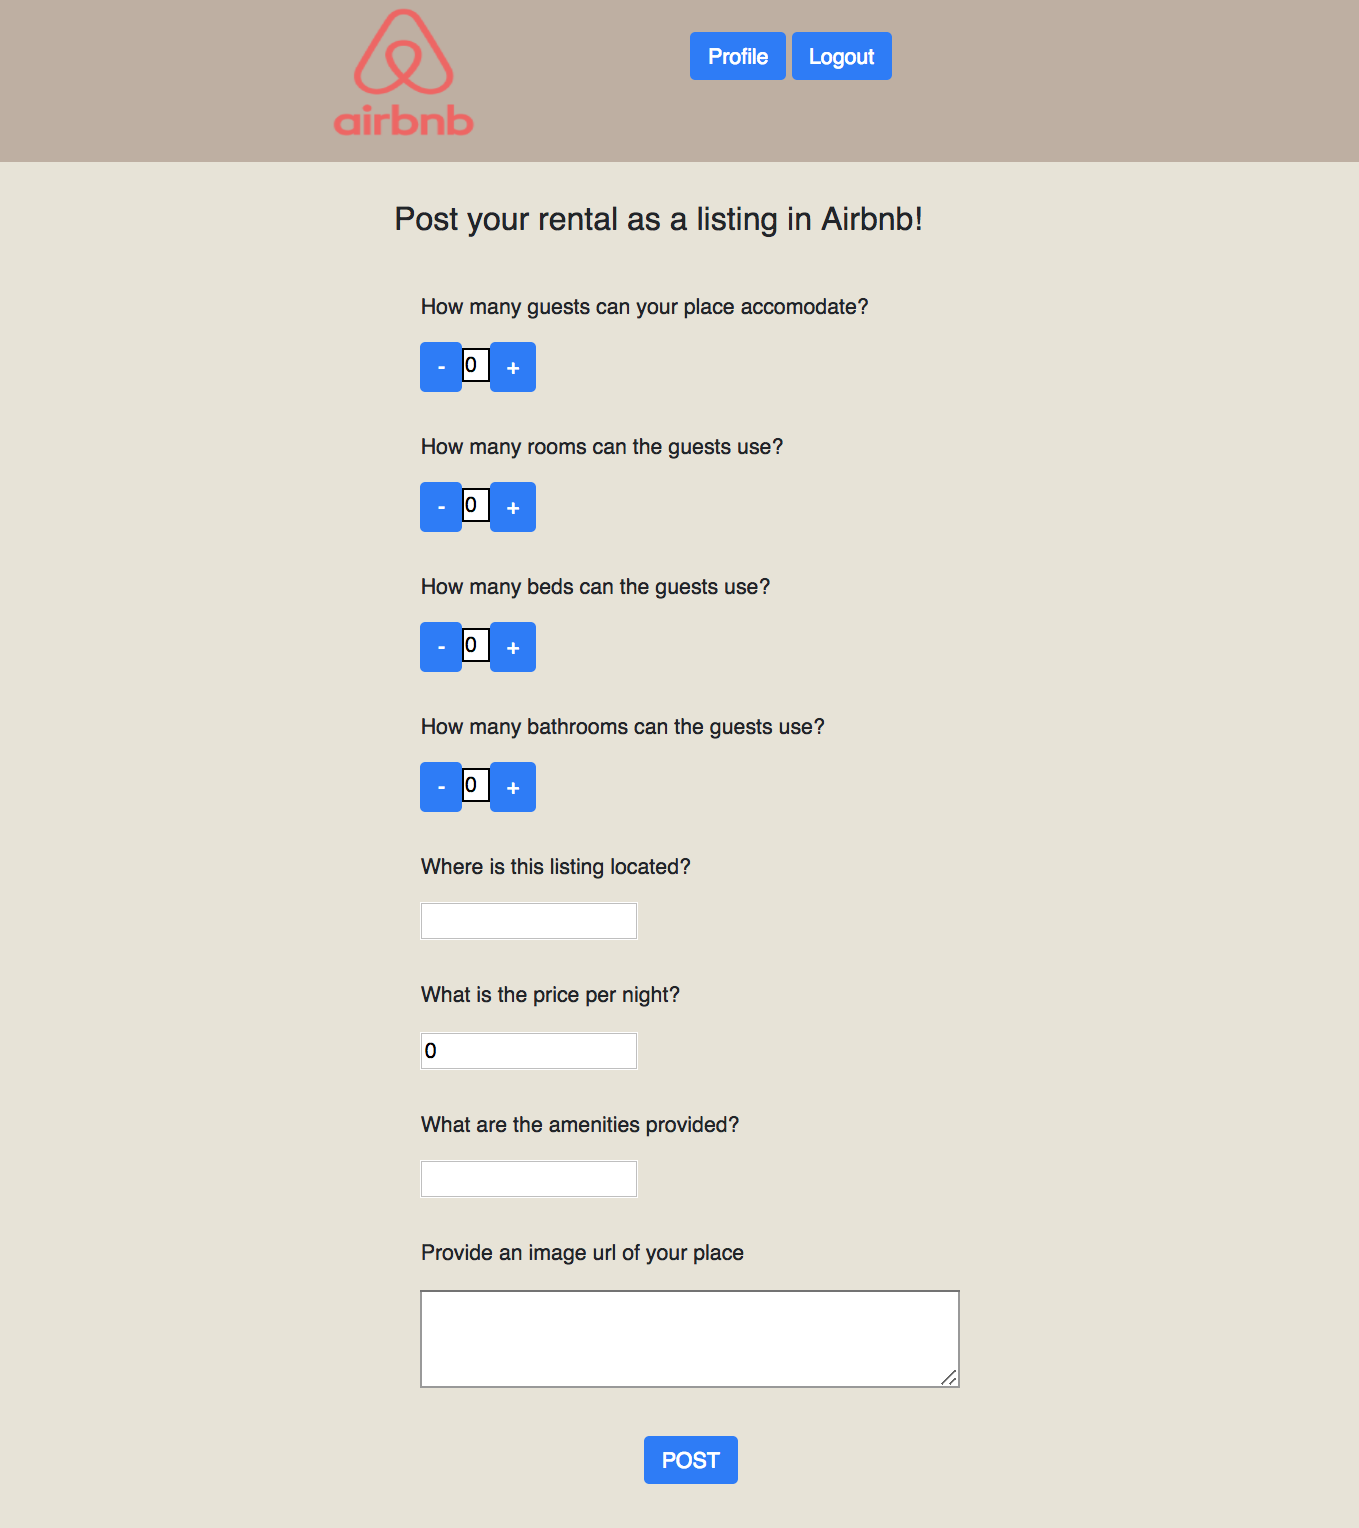 airbnb
Profile Logout
Post your rental as a listing in Airbnb!
How many guests can your place accomodate?
- 0 +
How many rooms can the guests use?
- 0 +
How many beds can the guests use?
- 0 +
How many bathrooms can the guests use?
- 0 +
Where is this listing located?
What is the price per night?
0
What are the amenities provided?
Provide an image url of your place
POST